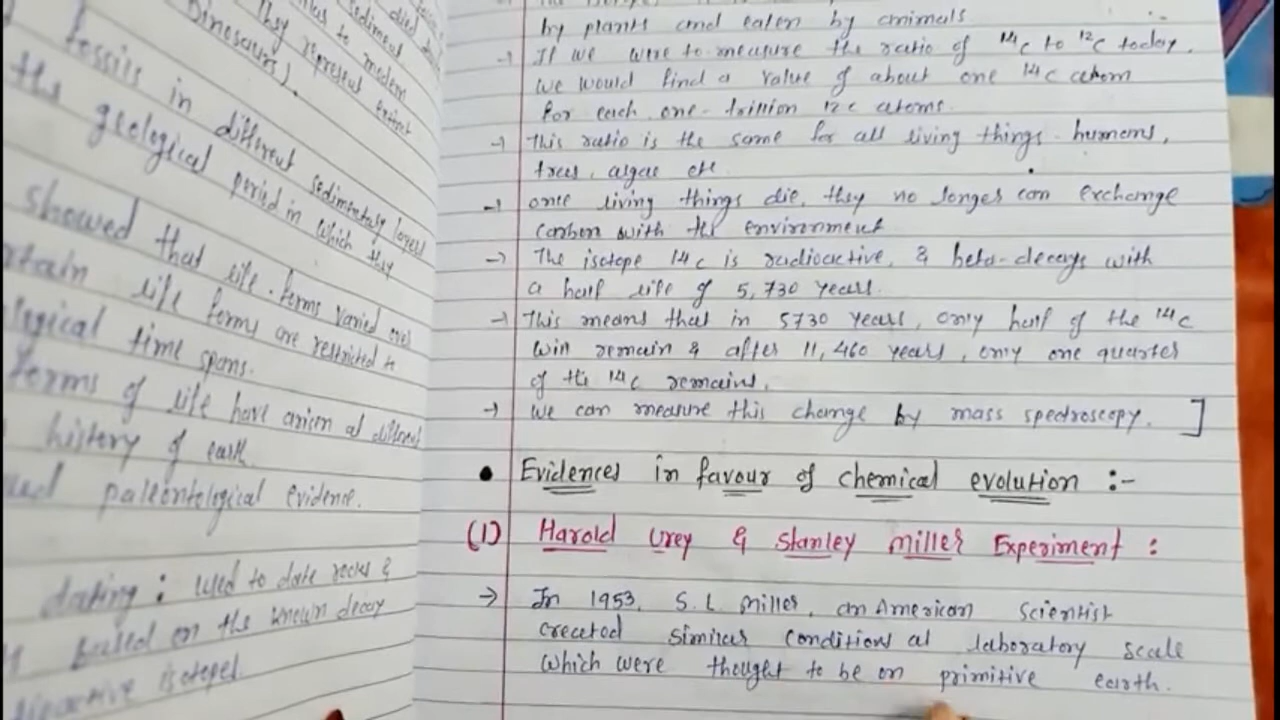 fossils in different sedimentary layers
the geological period in which they
showed that life forms varied over
life forms are restricted to
logical time spans.
forms of life have arisen at different
history of earth.
paleontological evidence.
dating : used to date rocks &
based on the known decay
isotopes.
by plants and eaten by animals
→ If we were to measure the ratio of 14c to 12c today,
we would find a value of about one 14c atom
for each one-trillion 12c atoms.
→ This ratio is the same for all living things - humans,
trees, algae etc
→ once living things die, they no longer can exchange
carbon with the environment
→ The isotope 14c is radioactive, & beta-decays with
a half life of 5,730 years.
→ This means that in 5730 years, only half of the 14c
will remain & after 11,460 years, only one quarter
of the 14c remains.
→ we can measure this change by mass spectroscopy. ]
• Evidences in favour of chemical evolution :-
(1) Harold Urey & Stanley Miller Experiment :
→ In 1953, S.L Miller, an American Scientist
created similar conditions at laboratory scale
which were thought to be on primitive earth.